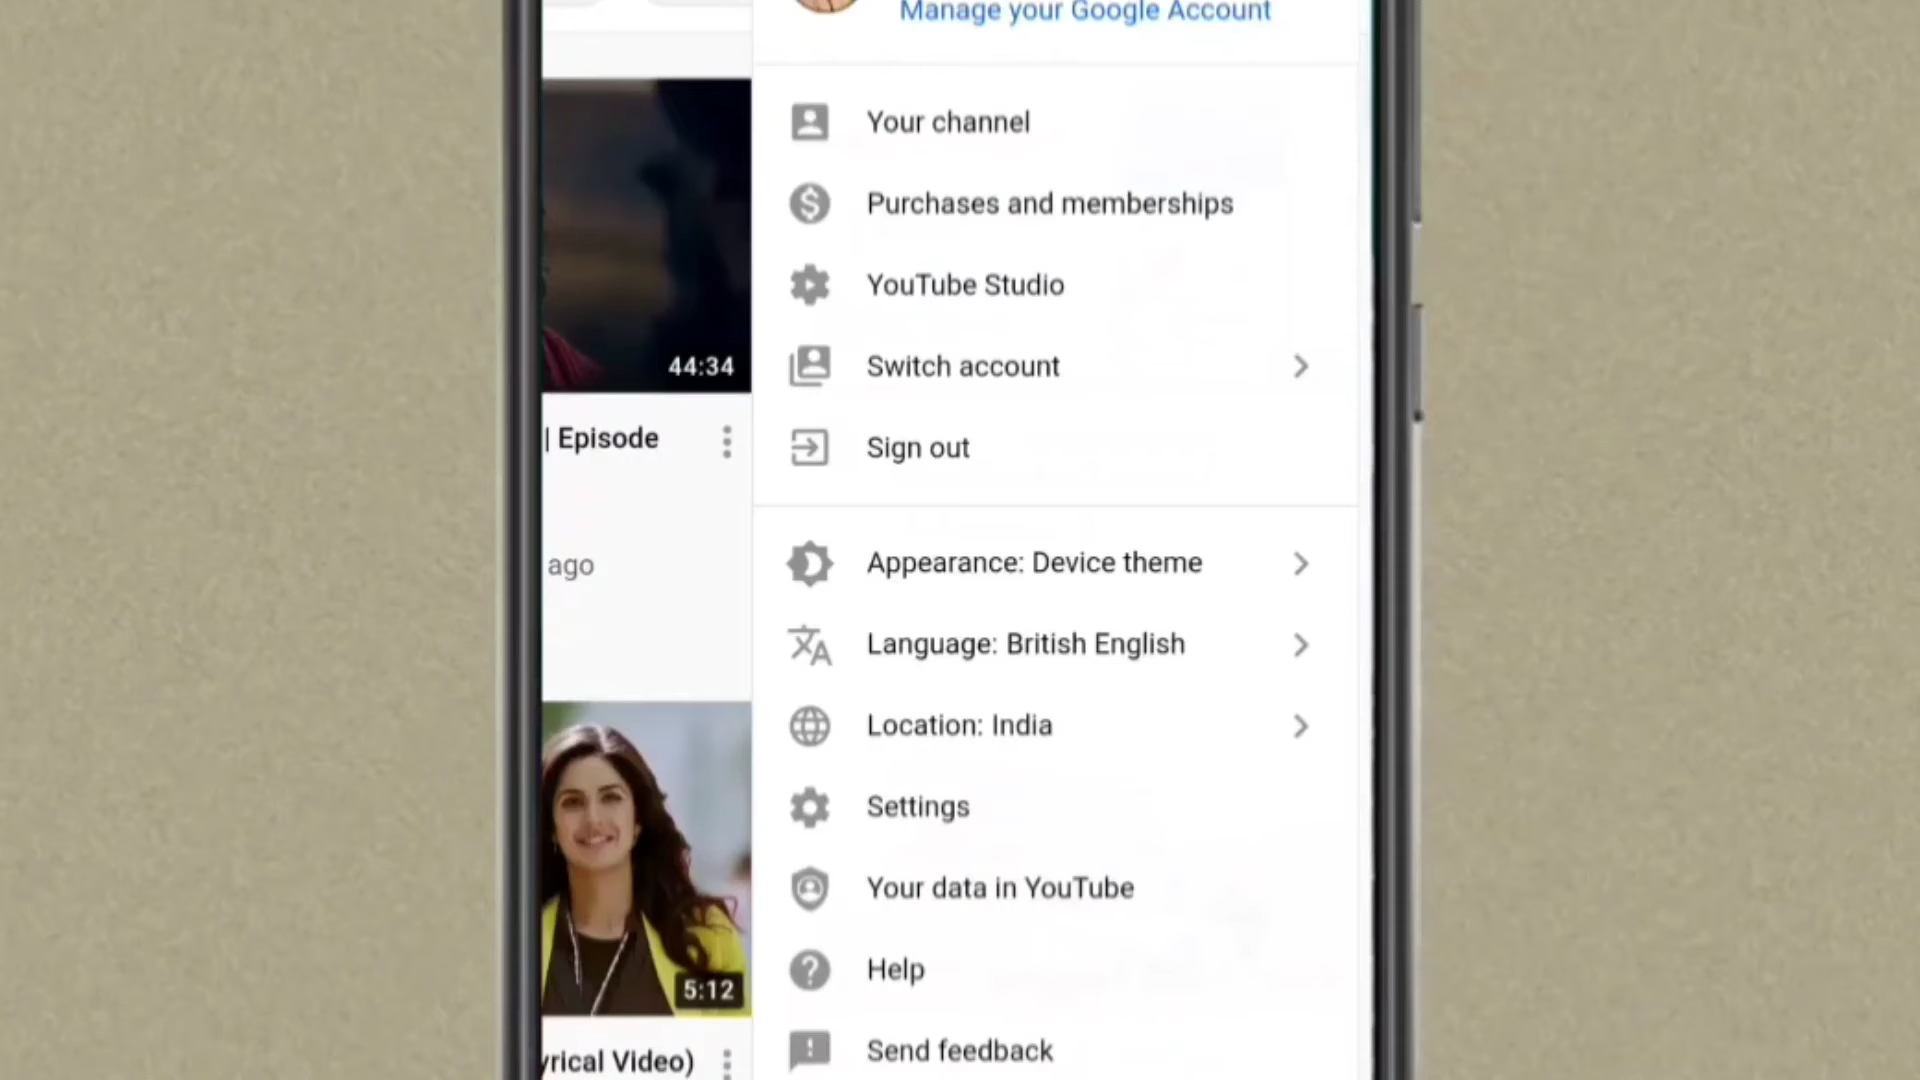 Manage your Google Account
Your channel
Purchases and memberships
YouTube Studio
44:34
Switch account
| Episode
Sign out
ago
Appearance: Device theme
Language: British English
Location: India
Settings
Your data in YouTube
5:12
Help
yrical Video)
Send feedback